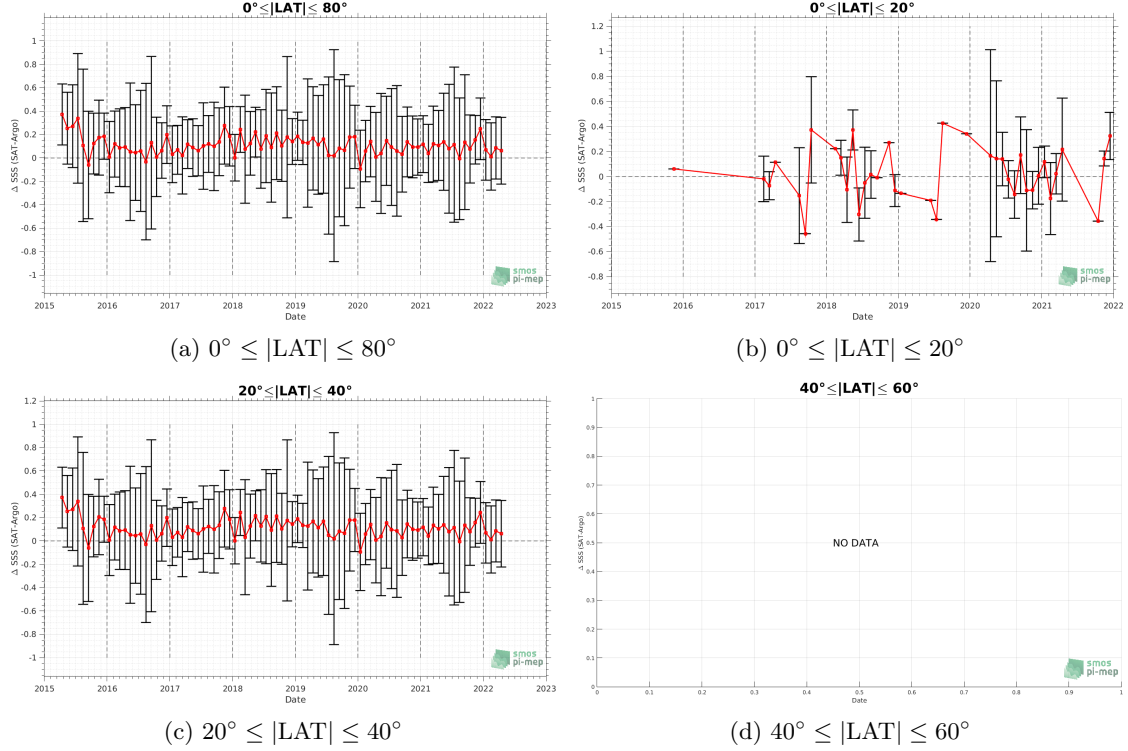 0°≤|LAT|≤ 80°
1
0.8
0.6
0.4
0.2
0
-0.2
-0.4
-0.6
-0.8
-1
Δ SSS (SAT-Argo)
2015 2016 2017 2018 2019 2020 2021 2022 2023
Date
smos
pi-mep
(a) 0° ≤ |LAT| ≤ 80°
0°≤|LAT|≤ 20°
1.2
1
0.8
0.6
0.4
0.2
0
-0.2
-0.4
-0.6
-0.8
Δ SSS (SAT-Argo)
2015 2016 2017 2018 2019 2020 2021 2022
Date
smos
pi-mep
(b) 0° ≤ |LAT| ≤ 20°
20°≤|LAT|≤ 40°
1.2
1
0.8
0.6
0.4
0.2
0
-0.2
-0.4
-0.6
-0.8
-1
Δ SSS (SAT-Argo)
2015 2016 2017 2018 2019 2020 2021 2022 2023
Date
smos
pi-mep
(c) 20° ≤ |LAT| ≤ 40°
40°≤|LAT|≤ 60°
1
0.9
0.8
0.7
0.6
0.5
0.4
0.3
0.2
0.1
0
Δ SSS (SAT-Argo)
NO DATA
0 0.1 0.2 0.3 0.4 0.5 0.6 0.7 0.8 0.9 1
Date
smos
pi-mep
(d) 40° ≤ |LAT| ≤ 60°